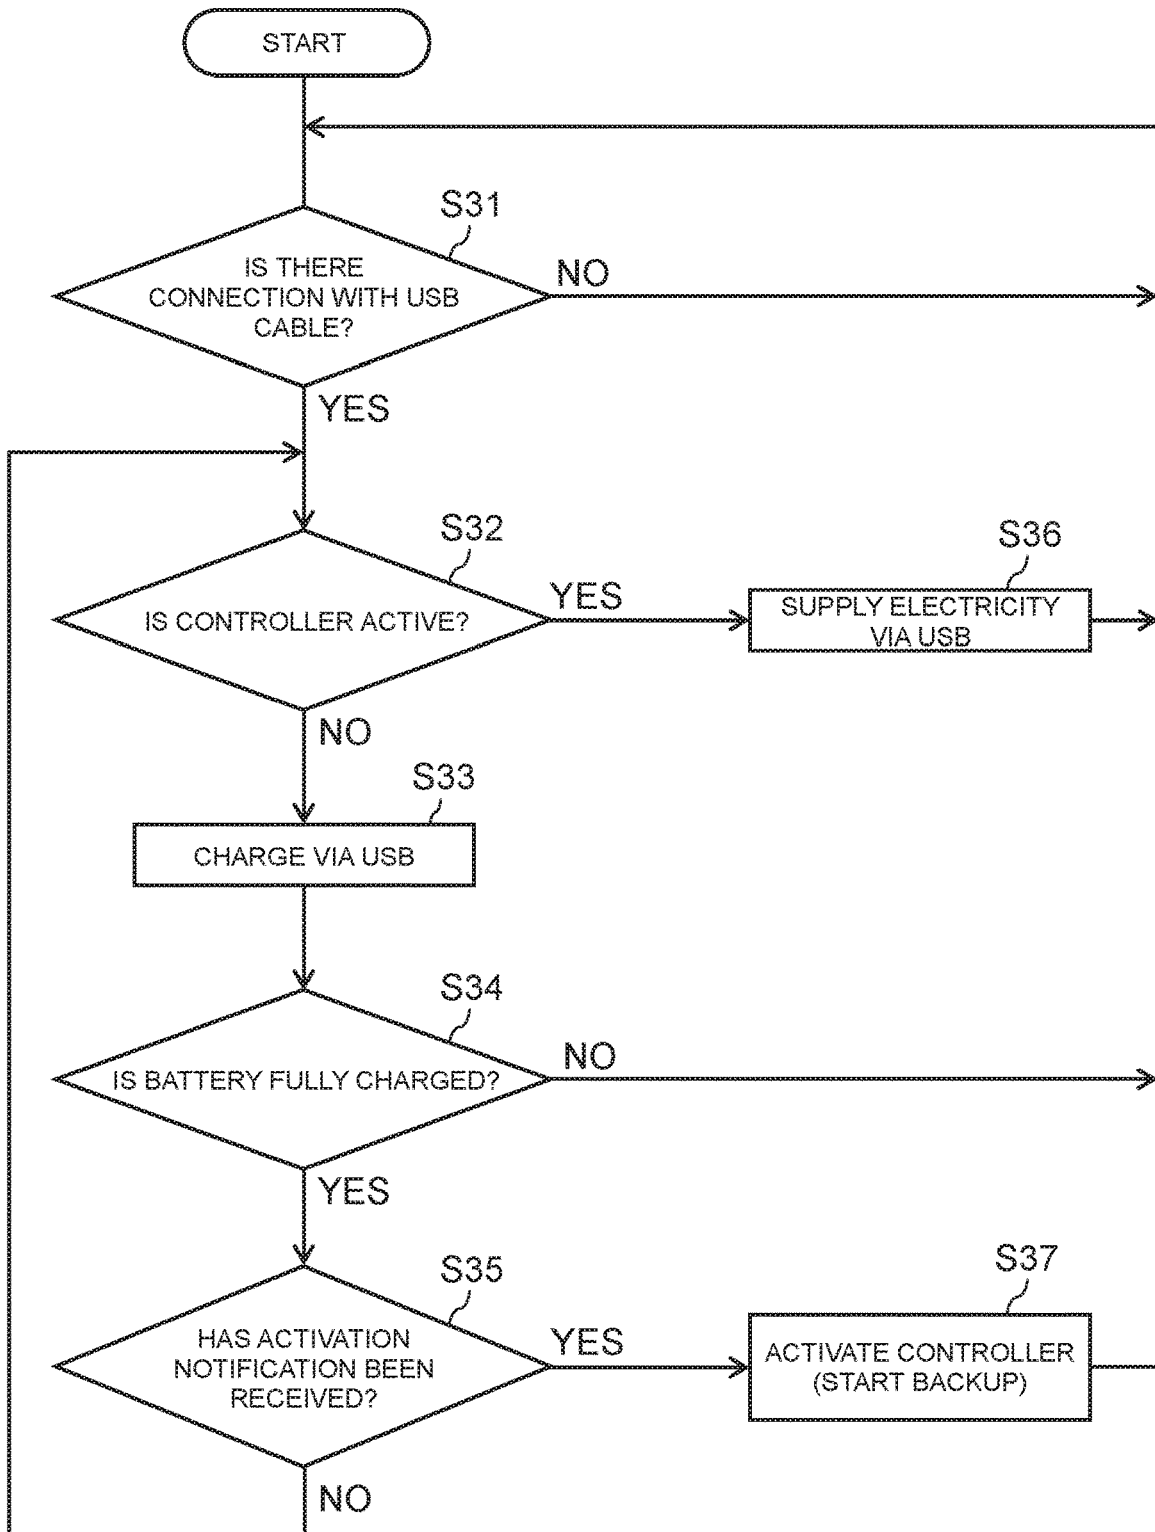 START
S31
IS THERE
CONNECTION WITH USB
CABLE?
NO
YES
S32
IS CONTROLLER ACTIVE?
YES
S36
SUPPLY ELECTRICITY
VIA USB
NO
S33
CHARGE VIA USB
S34
IS BATTERY FULLY CHARGED?
NO
YES
S35
HAS ACTIVATION
NOTIFICATION BEEN
RECEIVED?
YES
S37
ACTIVATE CONTROLLER
(START BACKUP)
NO